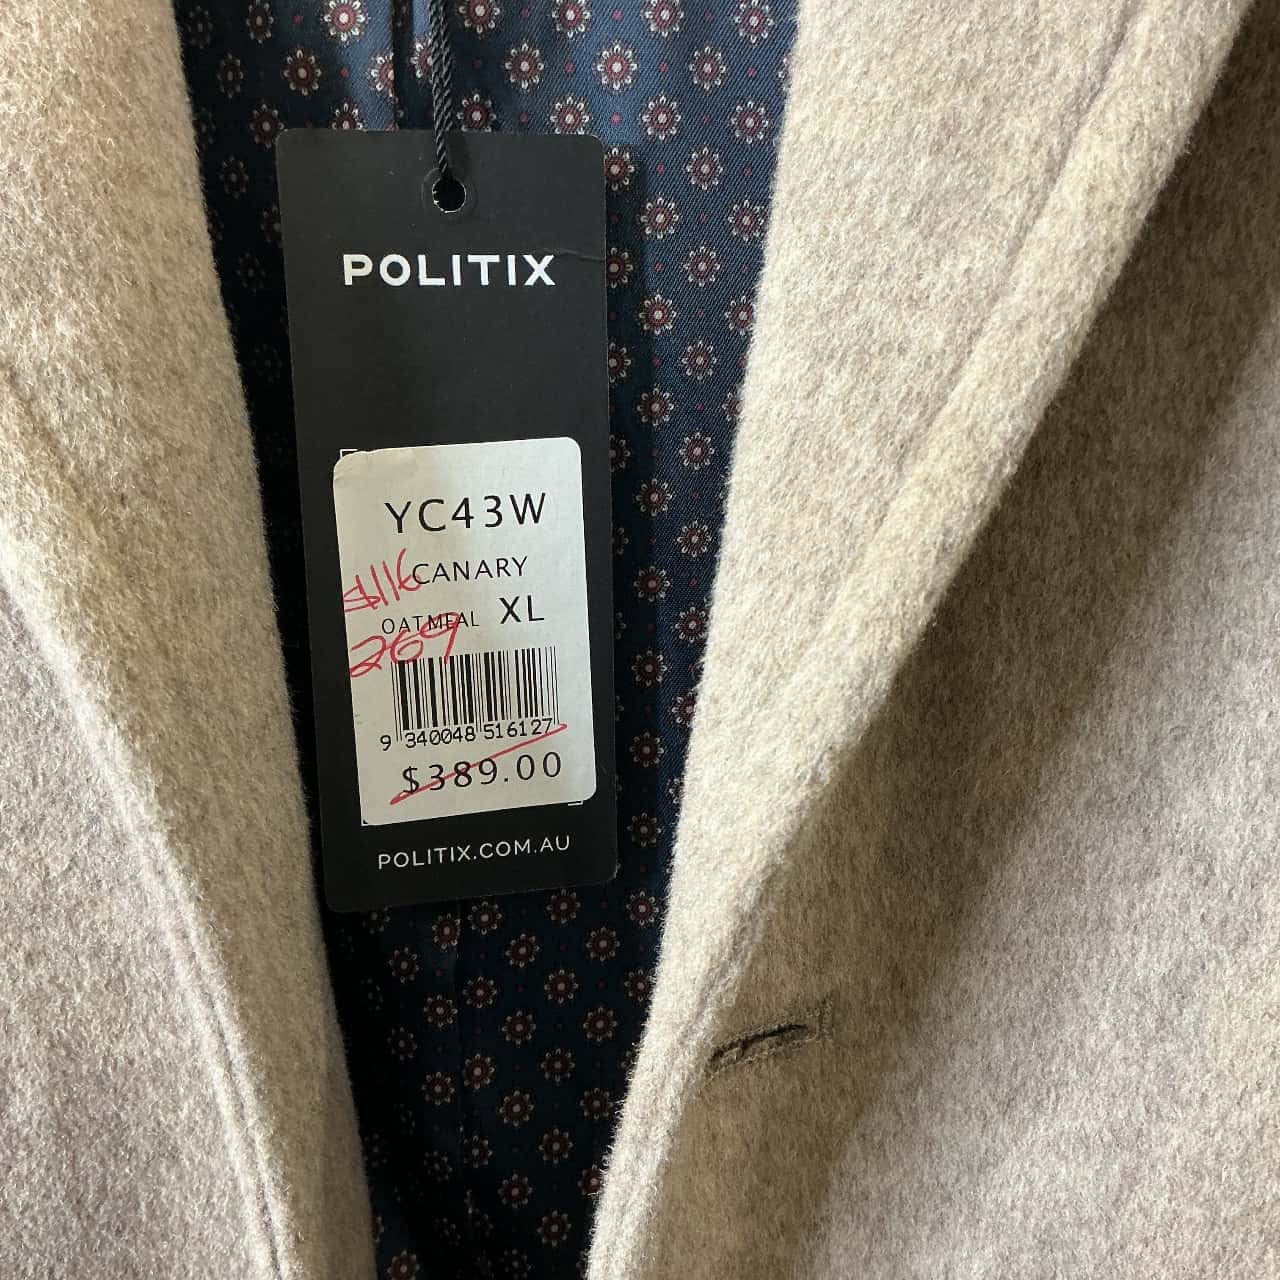 POLITIX
YC43W
$116 CANARY
OATMEAL XL
269
9 340048 516127
$389.00
POLITIX.COM.AU